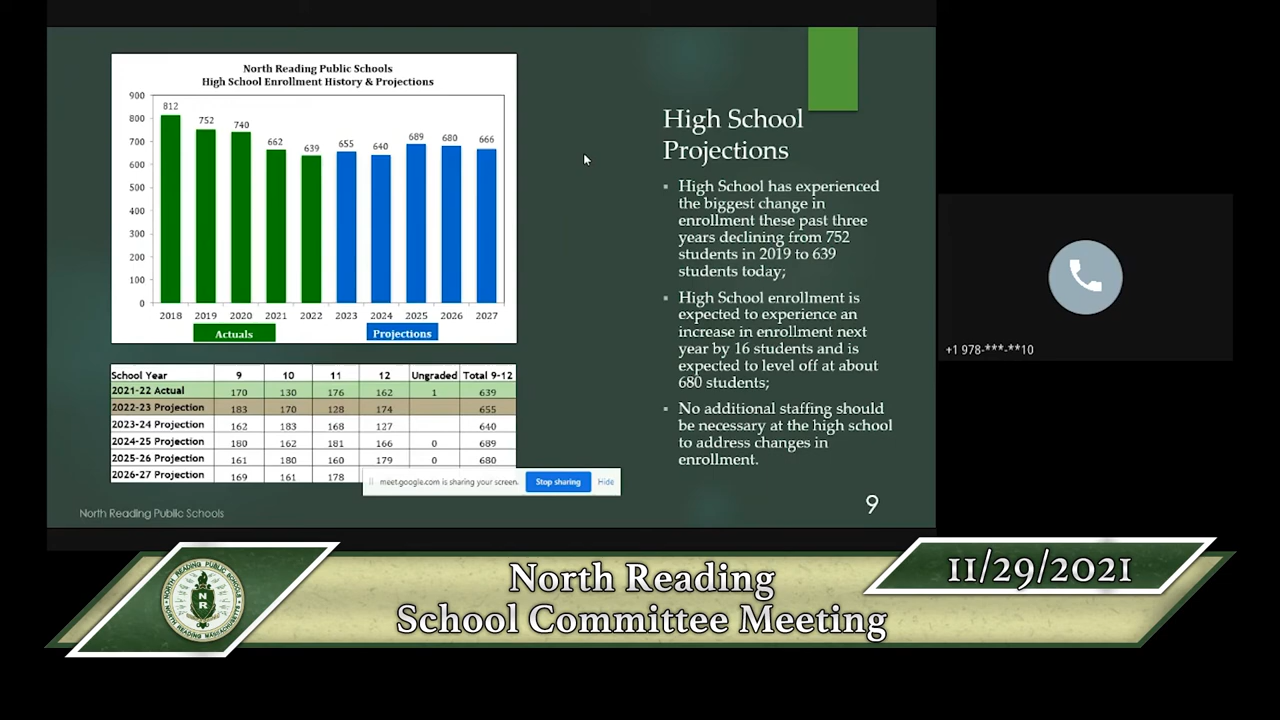 North Reading Public Schools
High School Enrollment History & Projections
900
800
700
600
500
400
300
200
100
0
812 752 740 662 639 655 640 689 680 666
2018 2019 2020 2021 2022 2023 2024 2025 2026 2027
Actuals Projections
School Year 9 10 11 12 Ungraded Total 9-12
2021-22 Actual 170 130 176 162 1 639
2022-23 Projection 183 170 128 174 655
2023-24 Projection 162 183 168 127 640
2024-25 Projection 180 162 181 166 0 689
2025-26 Projection 161 180 160 179 0 680
2026-27 Projection 169 161 178
meet.google.com is sharing your screen. Stop sharing Hide
North Reading Public Schools
High School
Projections
High School has experienced
the biggest change in
enrollment these past three
years declining from 752
students in 2019 to 639
students today;
High School enrollment is
expected to experience an
increase in enrollment next
year by 16 students and is
expected to level off at about
680 students;
No additional staffing should
be necessary at the high school
to address changes in
enrollment.
9
+1 978-***-**10
11/29/2021
North Reading
School Committee Meeting
NORTH READING PUBLIC SCHOOLS
N
R
NORTH READING MASSACHUSETTS